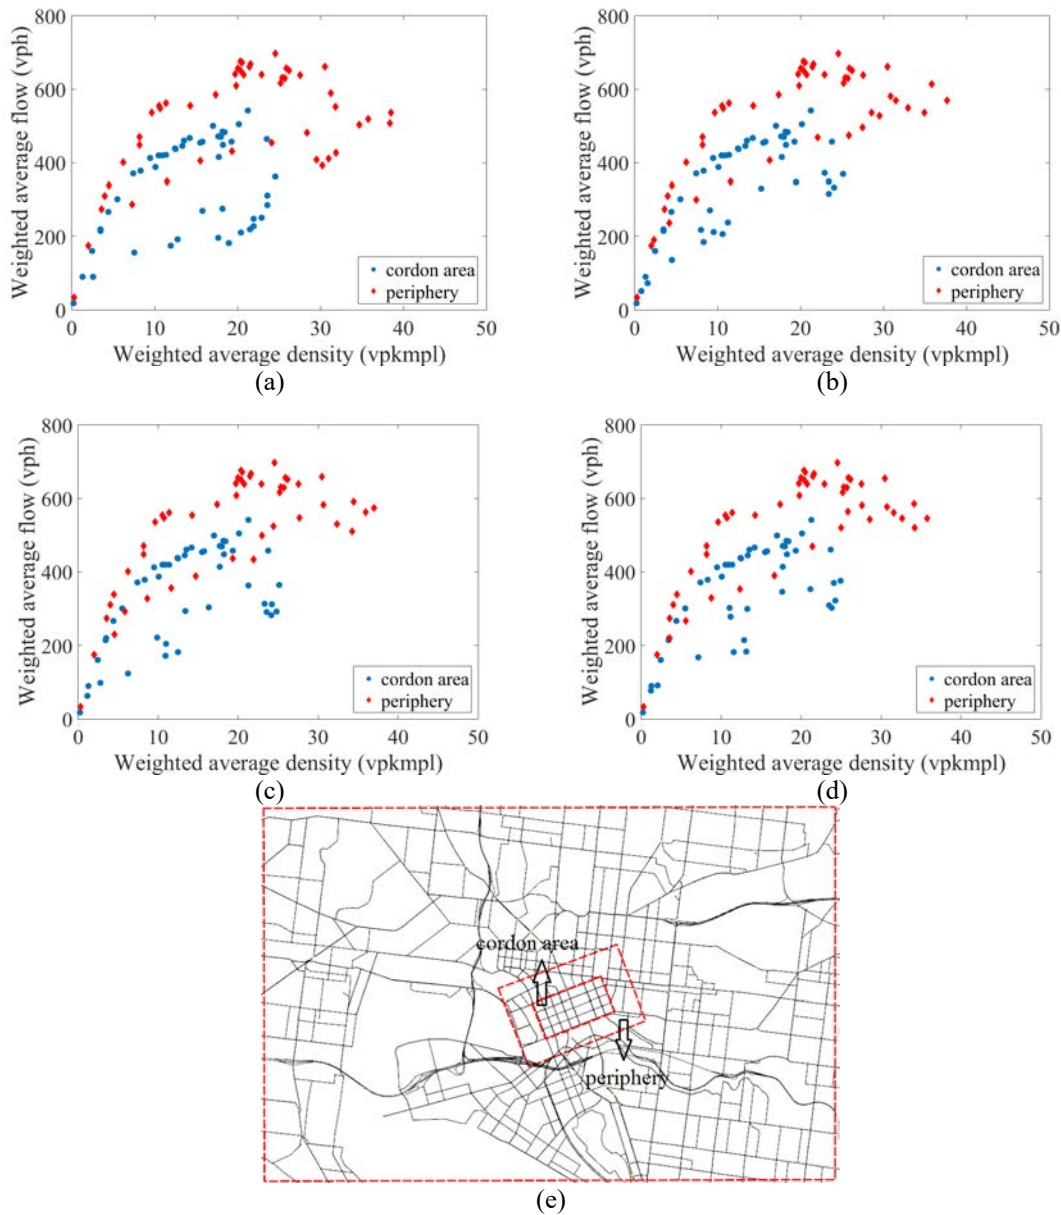 800
600
400
200
0
Weighted average flow (vph)
cordon area
periphery
0 10 20 30 40 50
Weighted average density (vpkmpl)
(a)
800
600
400
200
0
Weighted average flow (vph)
cordon area
periphery
0 10 20 30 40 50
Weighted average density (vpkmpl)
(b)
800
600
400
200
0
Weighted average flow (vph)
cordon area
periphery
0 10 20 30 40 50
Weighted average density (vpkmpl)
(c)
800
600
400
200
0
Weighted average flow (vph)
cordon area
periphery
0 10 20 30 40 50
Weighted average density (vpkmpl)
(d)
cordon area
periphery
(e)